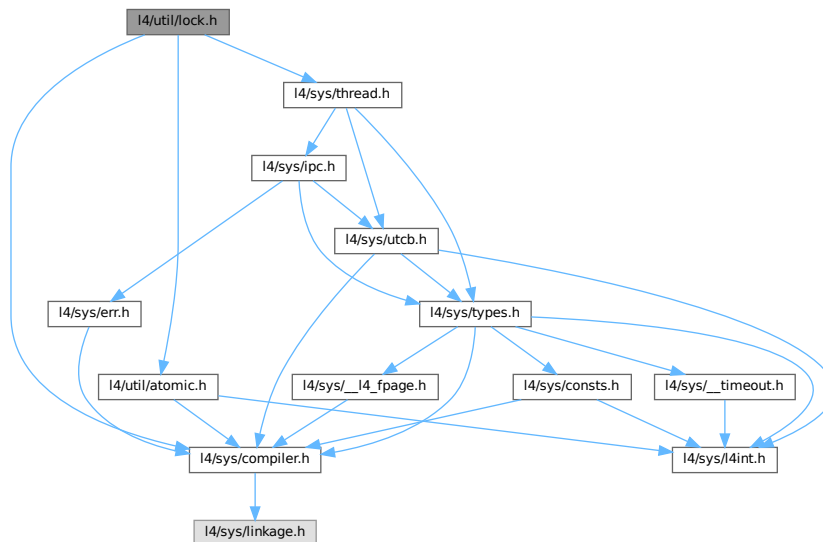 l4/util/lock.h
l4/sys/thread.h
l4/sys/ipc.h
l4/sys/utcb.h
l4/sys/err.h
l4/sys/types.h
l4/util/atomic.h
l4/sys/__l4_fpage.h
l4/sys/consts.h
l4/sys/__timeout.h
l4/sys/compiler.h
l4/sys/l4int.h
l4/sys/linkage.h